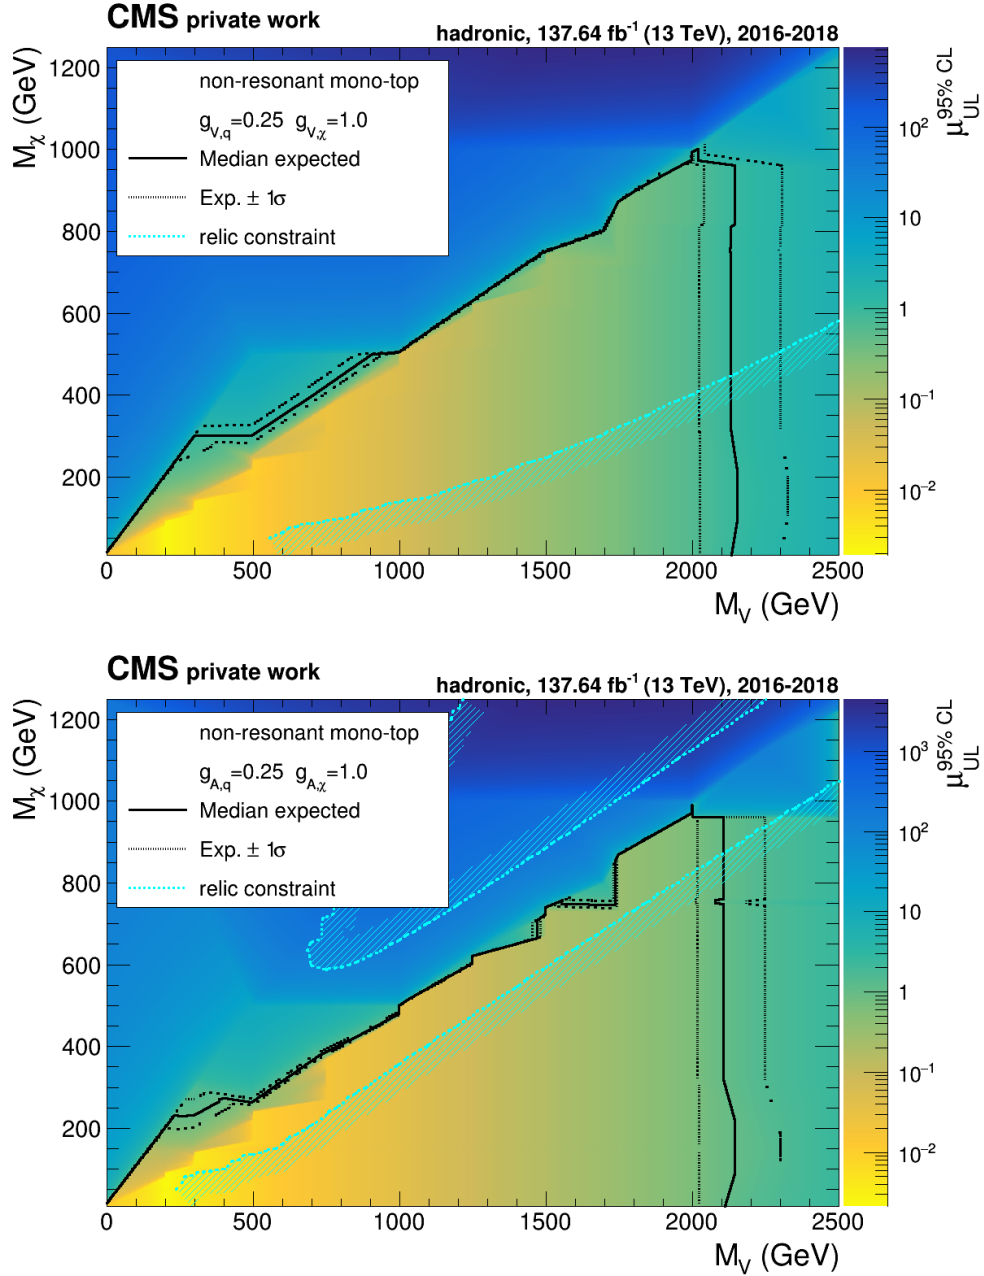 CMS private work
hadronic, 137.64 fb⁻¹ (13 TeV), 2016-2018
non-resonant mono-top
g_V,q=0.25 g_V,χ=1.0
Median expected
Exp. ± 1σ
relic constraint
M_χ (GeV)
1200
1000
800
600
400
200
0
500
1000
1500
2000
2500
M_V (GeV)
μ_UL^95% CL
10²
10
1
10⁻¹
10⁻²
CMS private work
hadronic, 137.64 fb⁻¹ (13 TeV), 2016-2018
non-resonant mono-top
g_A,q=0.25 g_A,χ=1.0
Median expected
Exp. ± 1σ
relic constraint
M_χ (GeV)
1200
1000
800
600
400
200
0
500
1000
1500
2000
2500
M_V (GeV)
μ_UL^95% CL
10³
10²
10
1
10⁻¹
10⁻²